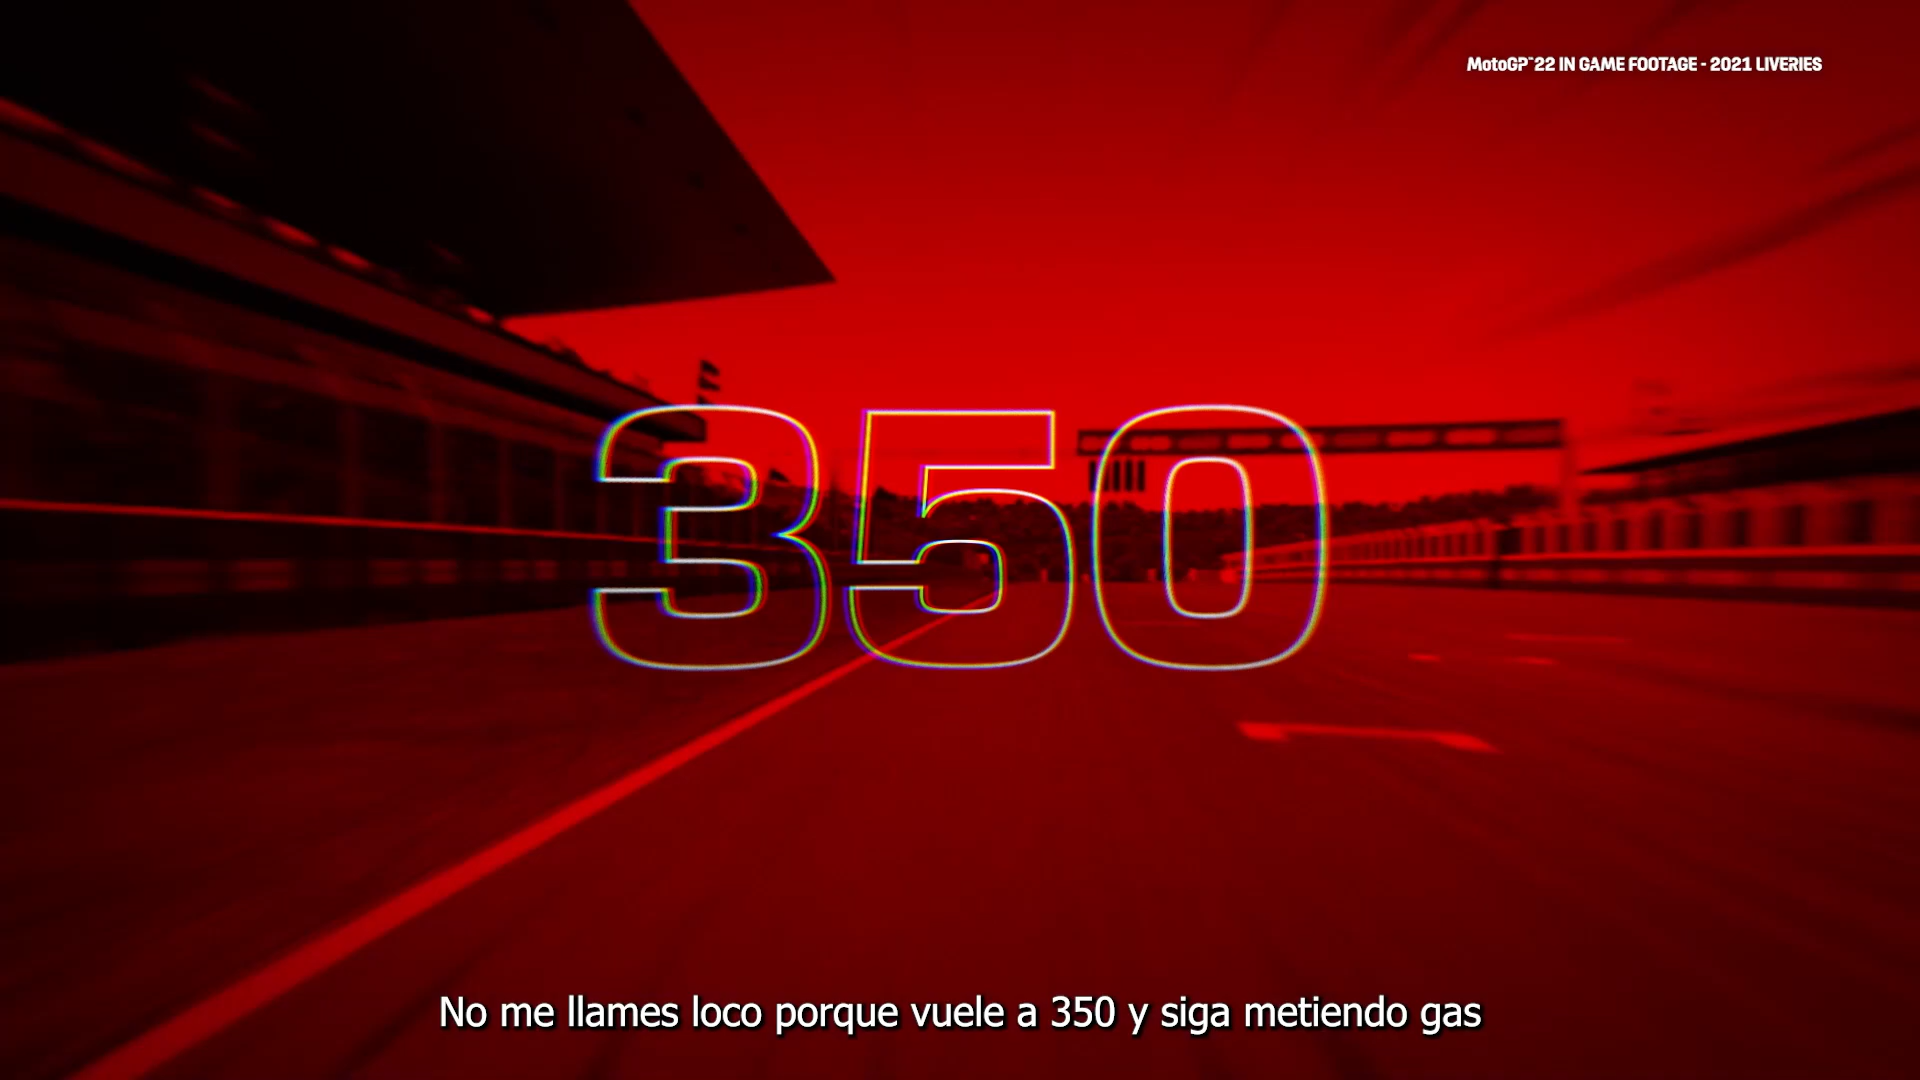 MotoGP™22 IN GAME FOOTAGE - 2021 LIVERIES
350
No me llames loco porque vuele a 350 y siga metiendo gas